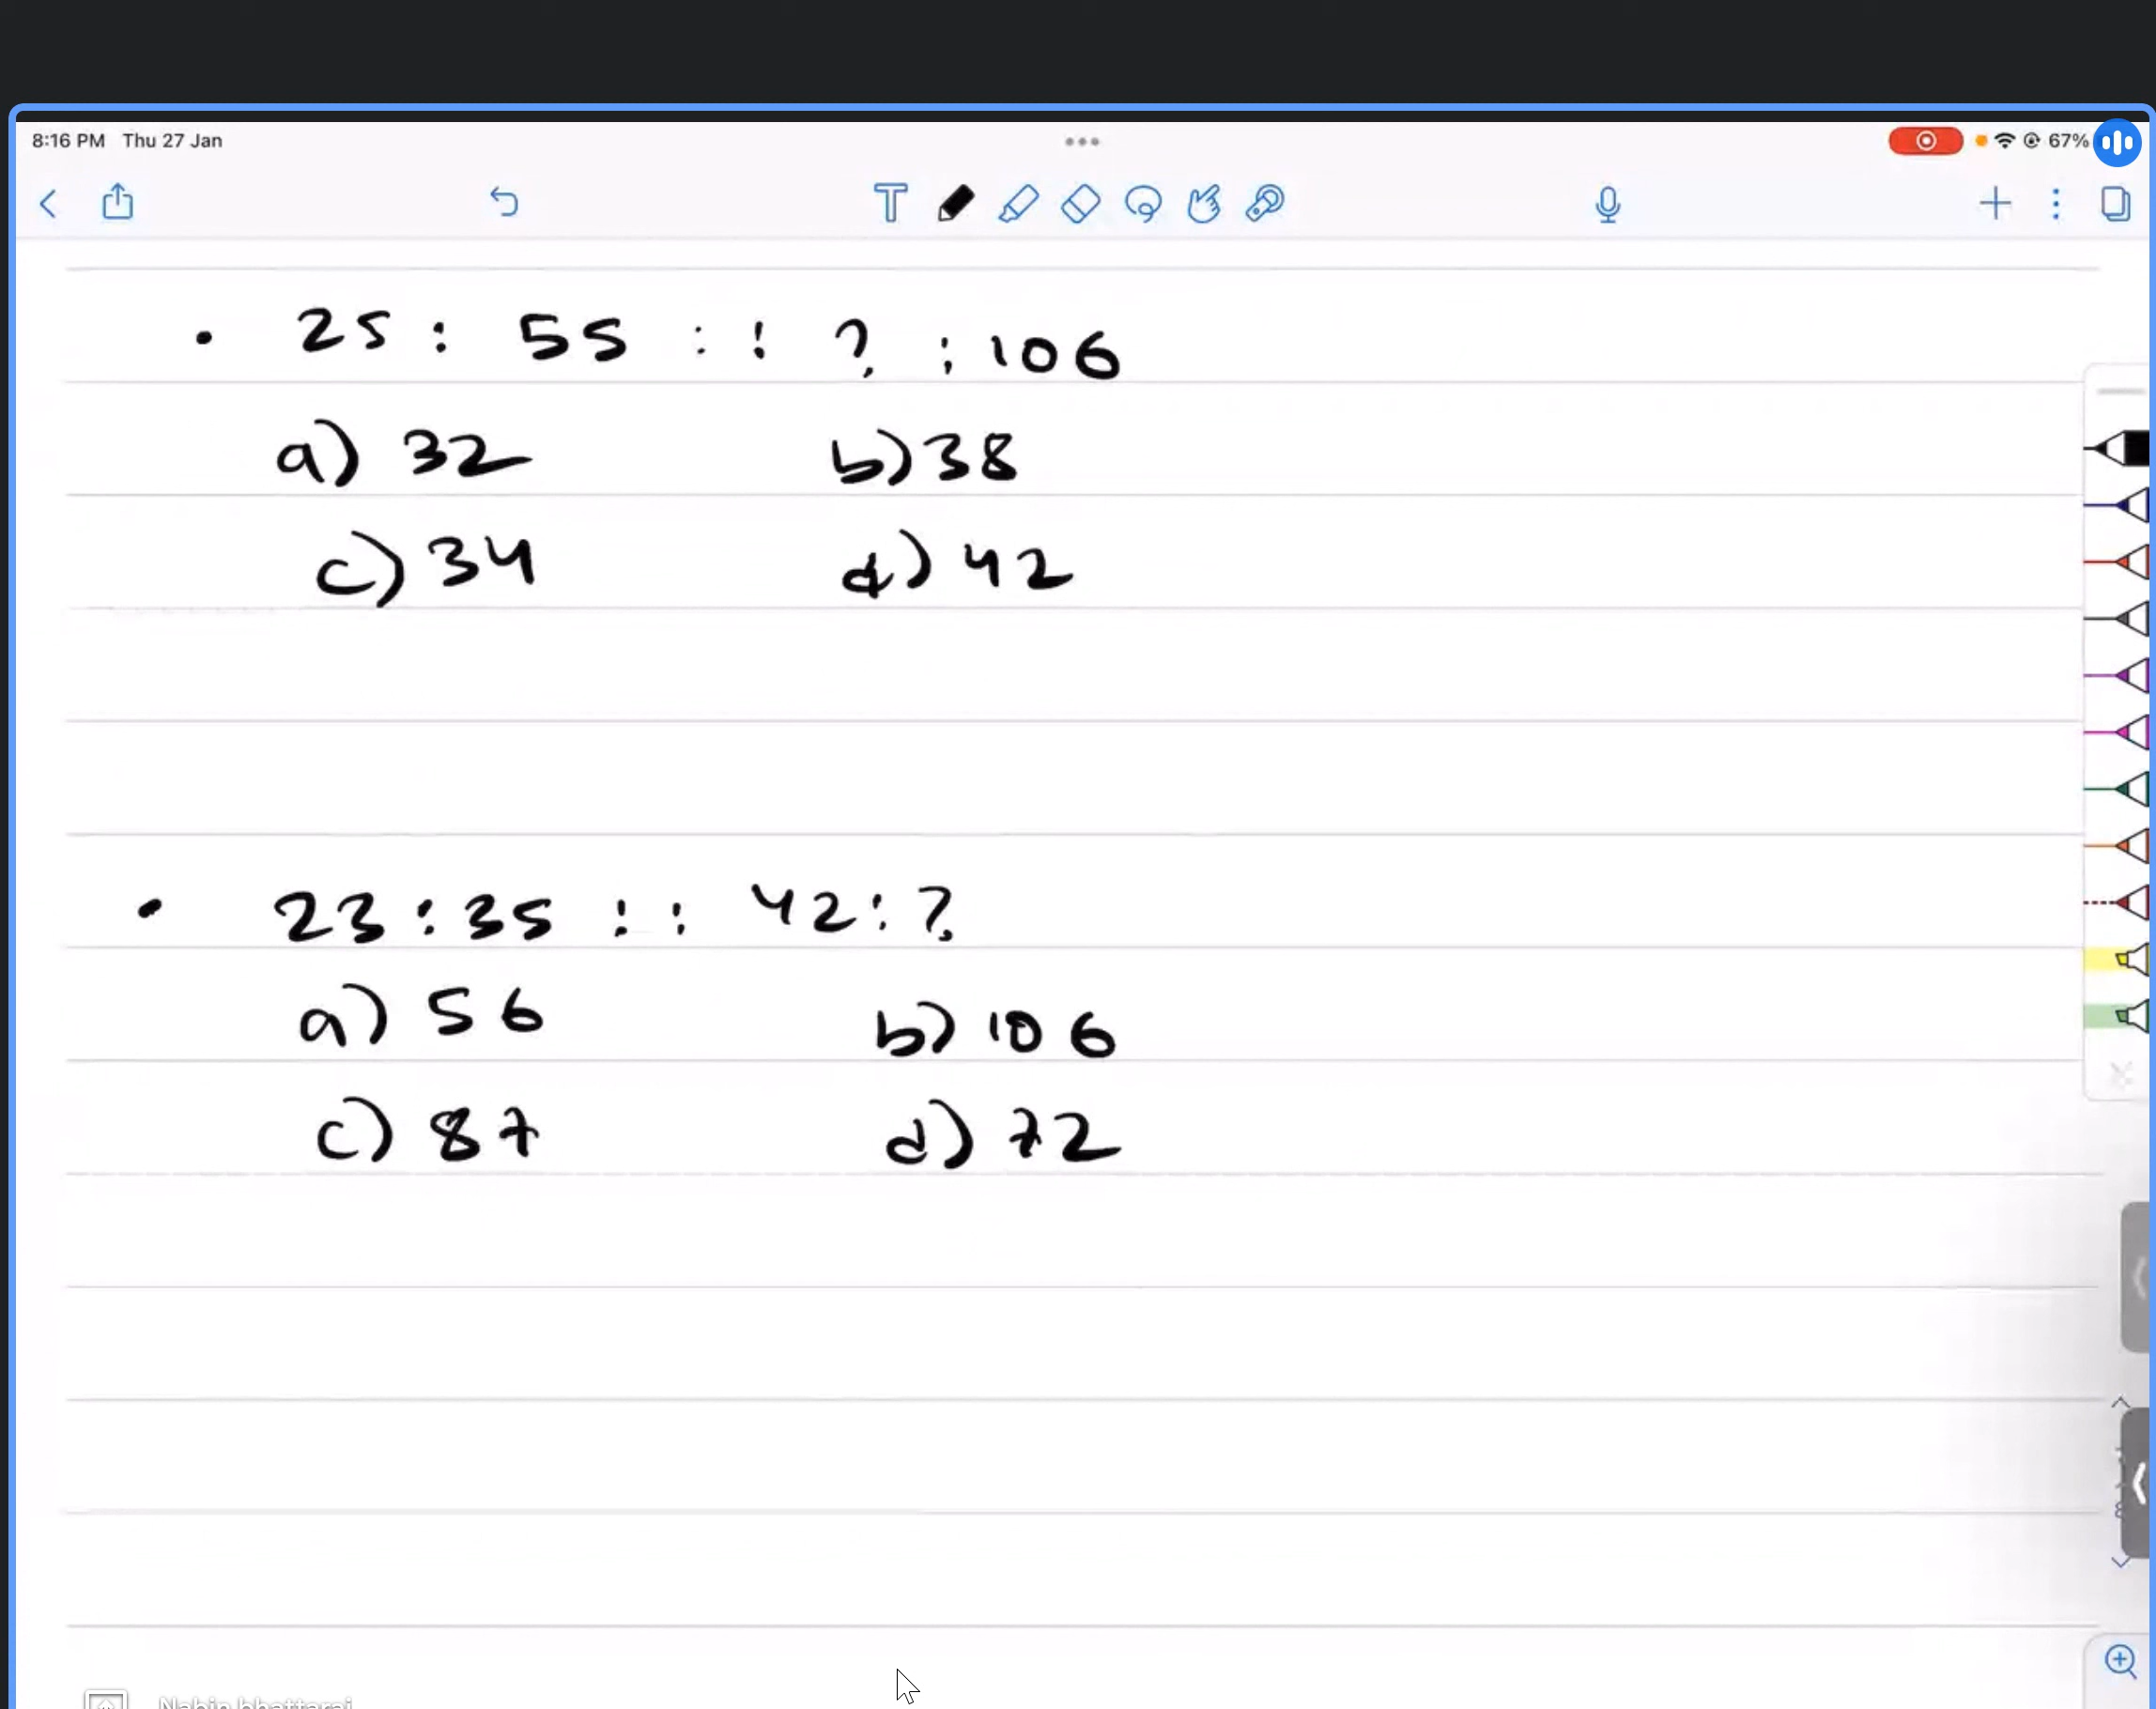 8:16 PM Thu 27 Jan
67%
• 25 : 55 :: ? : 106
a) 32 b) 38
c) 34 d) 42
• 23 : 35 :: 42 : ?
a) 56 b) 106
c) 87 d) 72